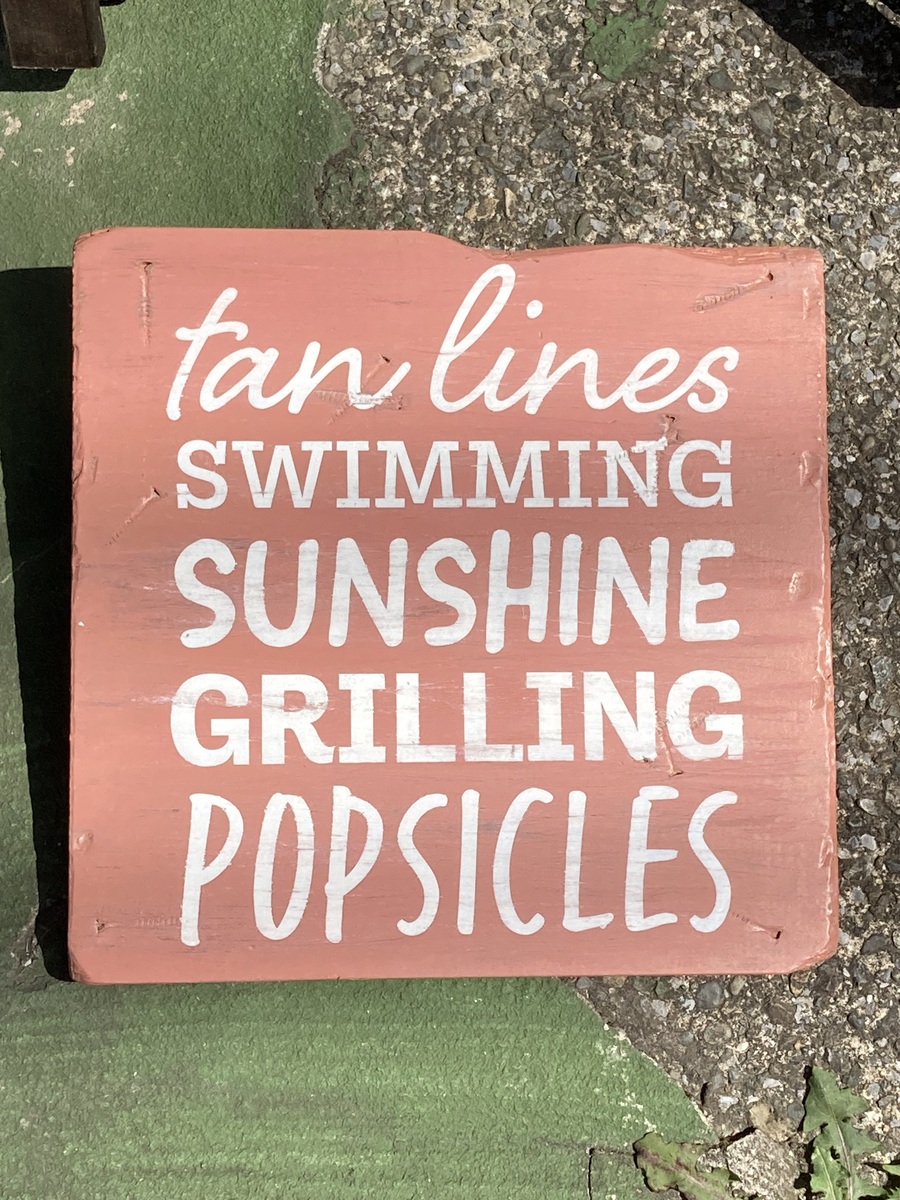 tan lines
SWIMMING
SUNSHINE
GRILLING
POPSICLES